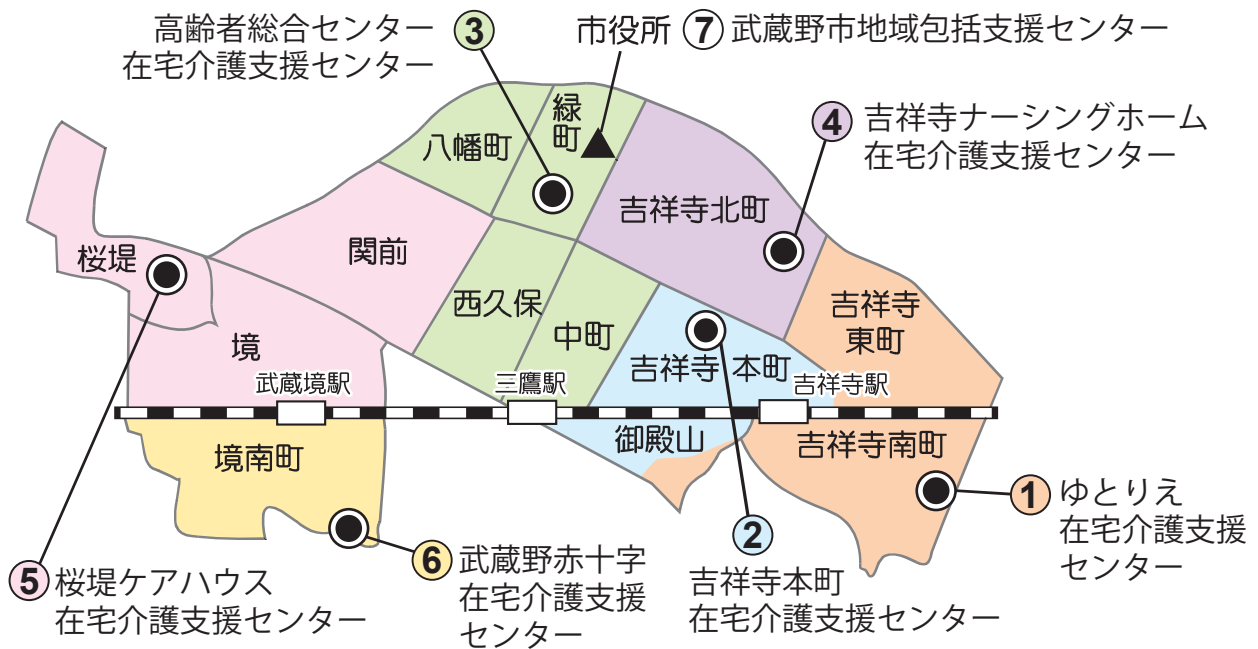 高齢者総合センター
在宅介護支援センター
③
市役所 ⑦ 武蔵野市地域包括支援センター
④ 吉祥寺ナーシングホーム
在宅介護支援センター
八幡町
緑町
吉祥寺北町
桜堤
関前
西久保
中町
吉祥寺
東町
境
吉祥寺 本町
武蔵境駅
三鷹駅
吉祥寺駅
境南町
御殿山
吉祥寺南町
① ゆとりえ
在宅介護支援
センター
②
吉祥寺本町
在宅介護支援センター
⑥ 武蔵野赤十字
在宅介護支援
センター
⑤ 桜堤ケアハウス
在宅介護支援センター